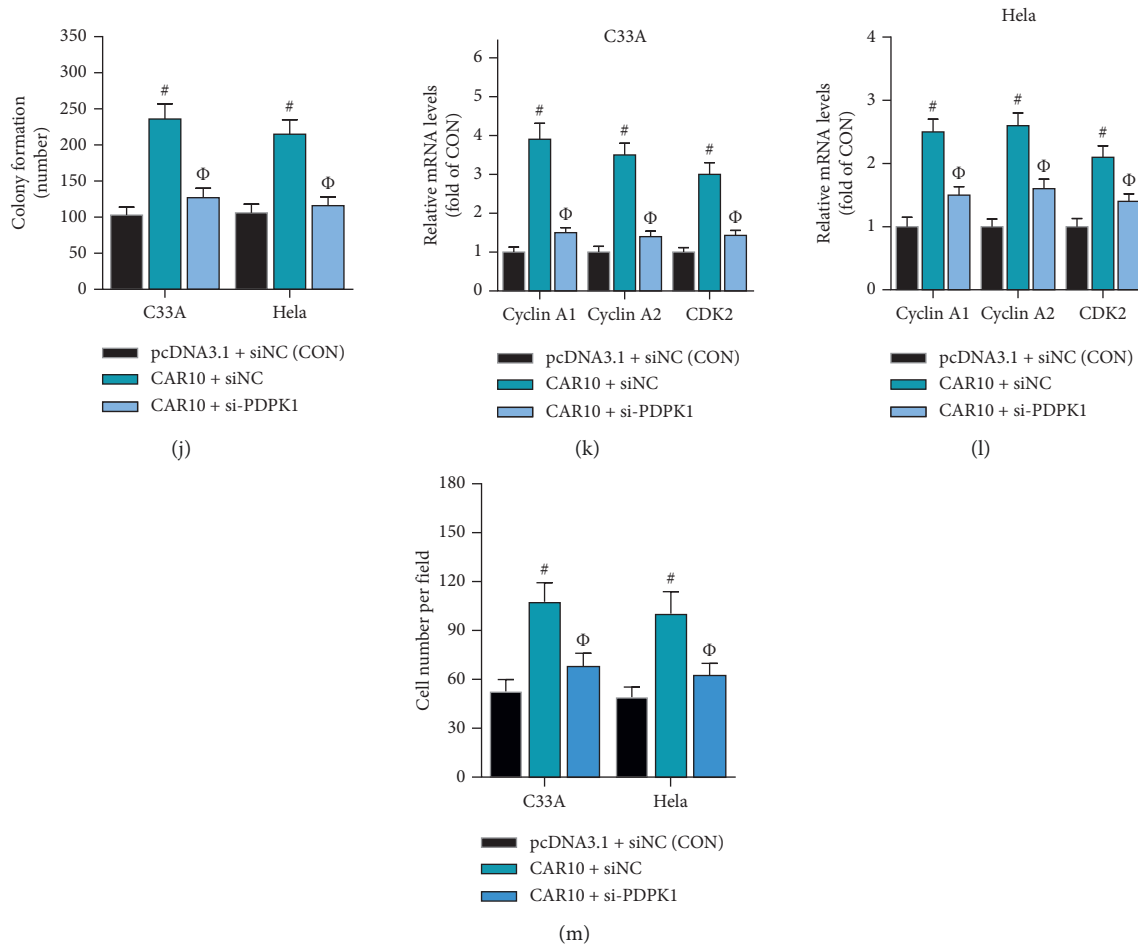 350
300
250
200
150
100
50
0
Colony formation
(number)
#
Φ
#
Φ
C33A
Hela
pcDNA3.1 + siNC (CON)
CAR10 + siNC
CAR10 + si-PDPK1
(j)
C33A
6
5
4
3
2
1
0
Relative mRNA levels
(fold of CON)
#
Φ
#
Φ
#
Φ
Cyclin A1
Cyclin A2
CDK2
pcDNA3.1 + siNC (CON)
CAR10 + siNC
CAR10 + si-PDPK1
(k)
Hela
4
3
2
1
0
Relative mRNA levels
(fold of CON)
#
Φ
#
Φ
#
Φ
Cyclin A1
Cyclin A2
CDK2
pcDNA3.1 + siNC (CON)
CAR10 + siNC
CAR10 + si-PDPK1
(l)
180
150
120
90
60
30
0
Cell number per field
#
Φ
#
Φ
C33A
Hela
pcDNA3.1 + siNC (CON)
CAR10 + siNC
CAR10 + si-PDPK1
(m)